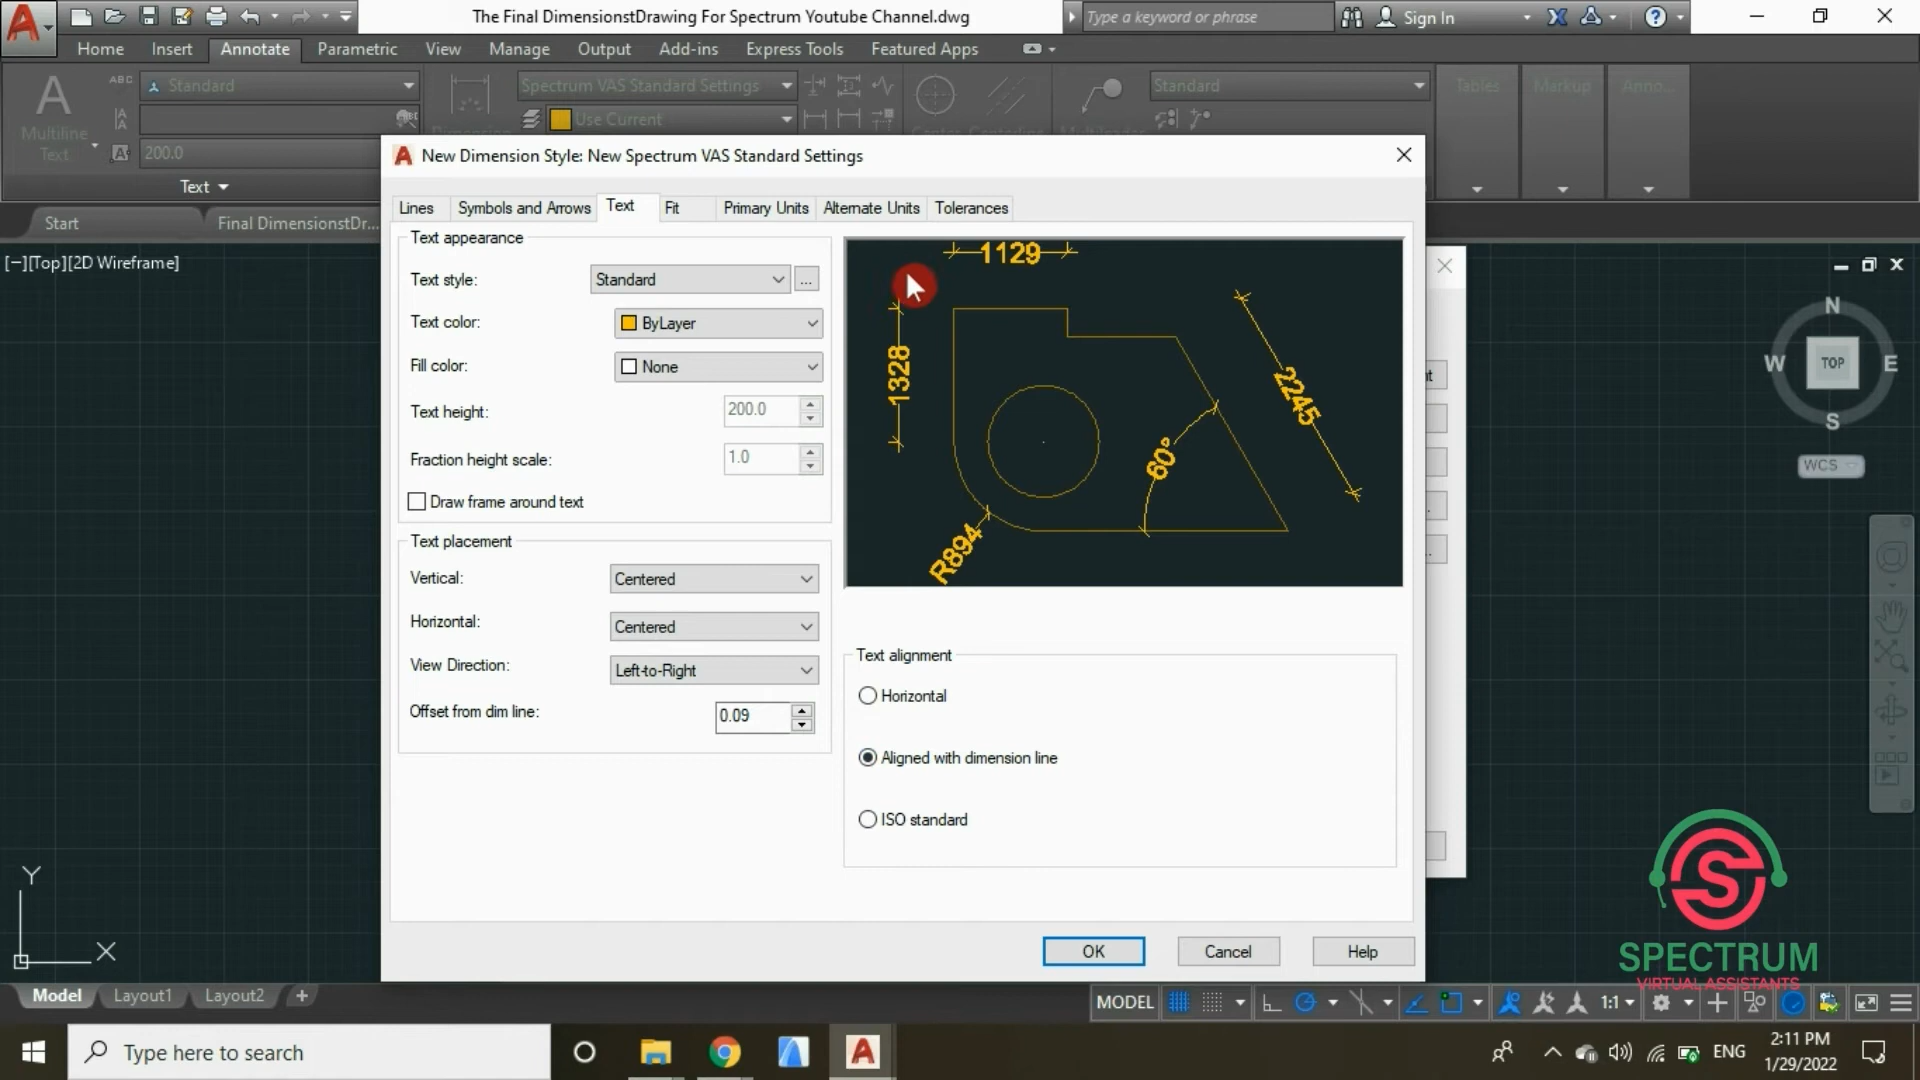 The Final DimensionstDrawing For Spectrum Youtube Channel.dwg
Type a keyword or phrase
Sign In
Home Insert Annotate Parametric View Manage Output Add-ins Express Tools Featured Apps
A
Multiline
Text
ABC
Standard
200.0
Text
Spectrum VAS Standard Settings
Use Current
Standard
Tables
Markup
Anno...
Start
Final DimensionstDr...
[−][Top][2D Wireframe]
New Dimension Style: New Spectrum VAS Standard Settings
Lines Symbols and Arrows Text Fit Primary Units Alternate Units Tolerances
Text appearance
Text style: Standard ...
Text color: ByLayer
Fill color: None
Text height: 200.0
Fraction height scale: 1.0
Draw frame around text
Text placement
Vertical: Centered
Horizontal: Centered
View Direction: Left-to-Right
Offset from dim line: 0.09
1129
1328
2245
60°
R894
Text alignment
Horizontal
Aligned with dimension line
ISO standard
OK Cancel Help
N
W TOP E
S
WCS
Y
X
S
SPECTRUM
VIRTUAL ASSISTANTS
Model Layout1 Layout2 +
MODEL
1:1
Type here to search
ENG
2:11 PM
1/29/2022